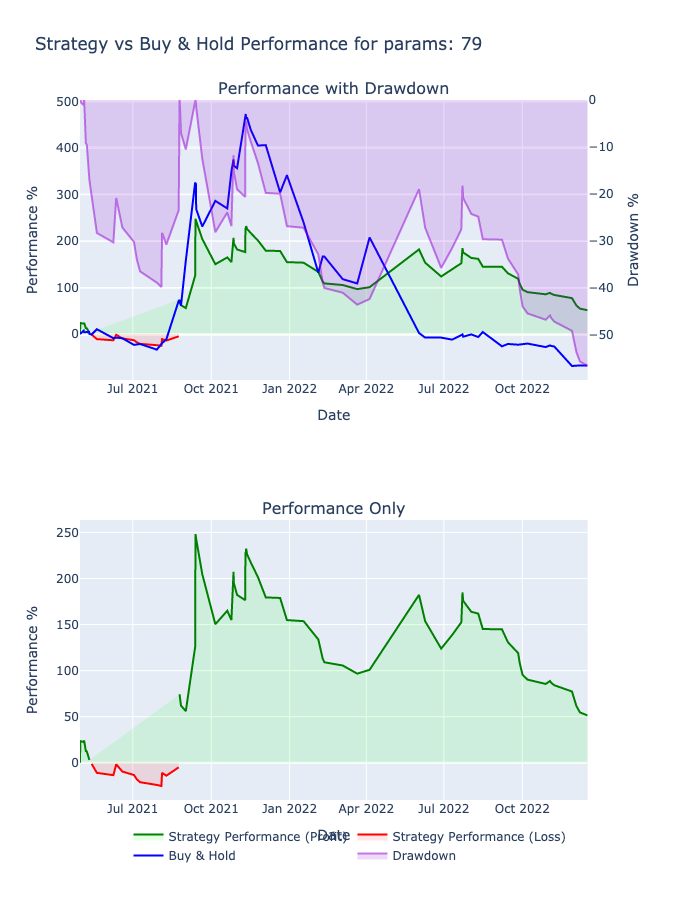 Strategy vs Buy & Hold Performance for params: 79
Performance with Drawdown
500
400
300
200
100
0
0
−10
−20
−30
−40
−50
Performance %
Drawdown %
Jul 2021 Oct 2021 Jan 2022 Apr 2022 Jul 2022 Oct 2022
Date
Performance Only
250
200
150
100
50
0
Performance %
Jul 2021 Oct 2021 Jan 2022 Apr 2022 Jul 2022 Oct 2022
Date
Strategy Performance (Profit) Strategy Performance (Loss)
Buy & Hold Drawdown